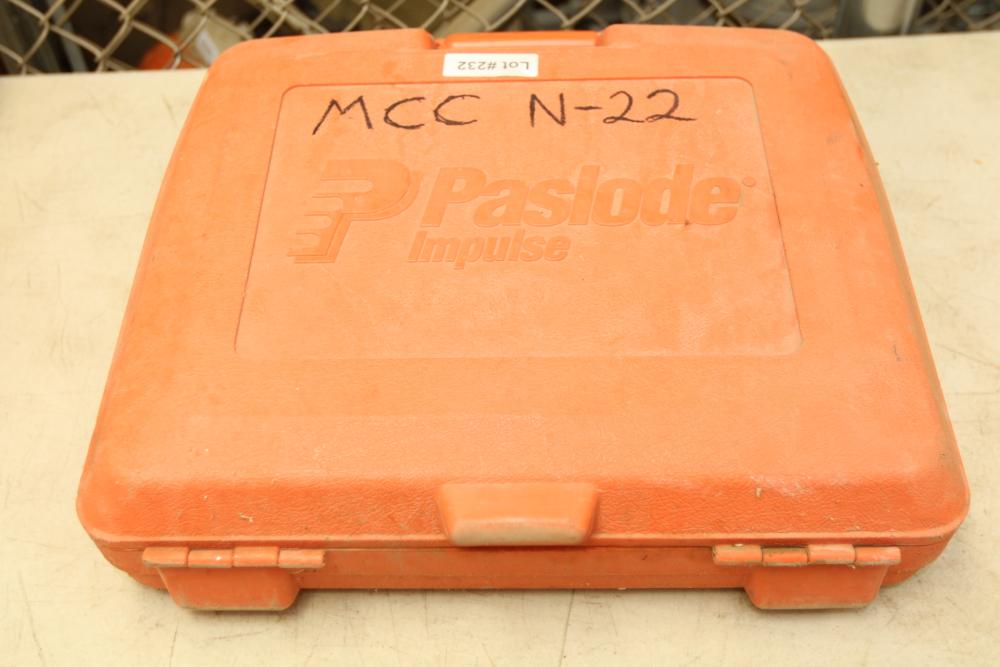 Lot #232
MCC N-22
Paslode
Impulse